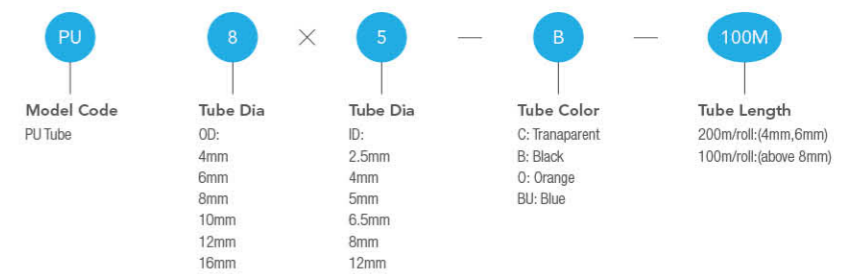 PU 8 × 5 — B — 100M
Model Code
PU Tube
Tube Dia
OD:
4mm
6mm
8mm
10mm
12mm
16mm
Tube Dia
ID:
2.5mm
4mm
5mm
6.5mm
8mm
12mm
Tube Color
C: Tranaparent
B: Black
O: Orange
BU: Blue
Tube Length
200m/roll:(4mm,6mm)
100m/roll:(above 8mm)